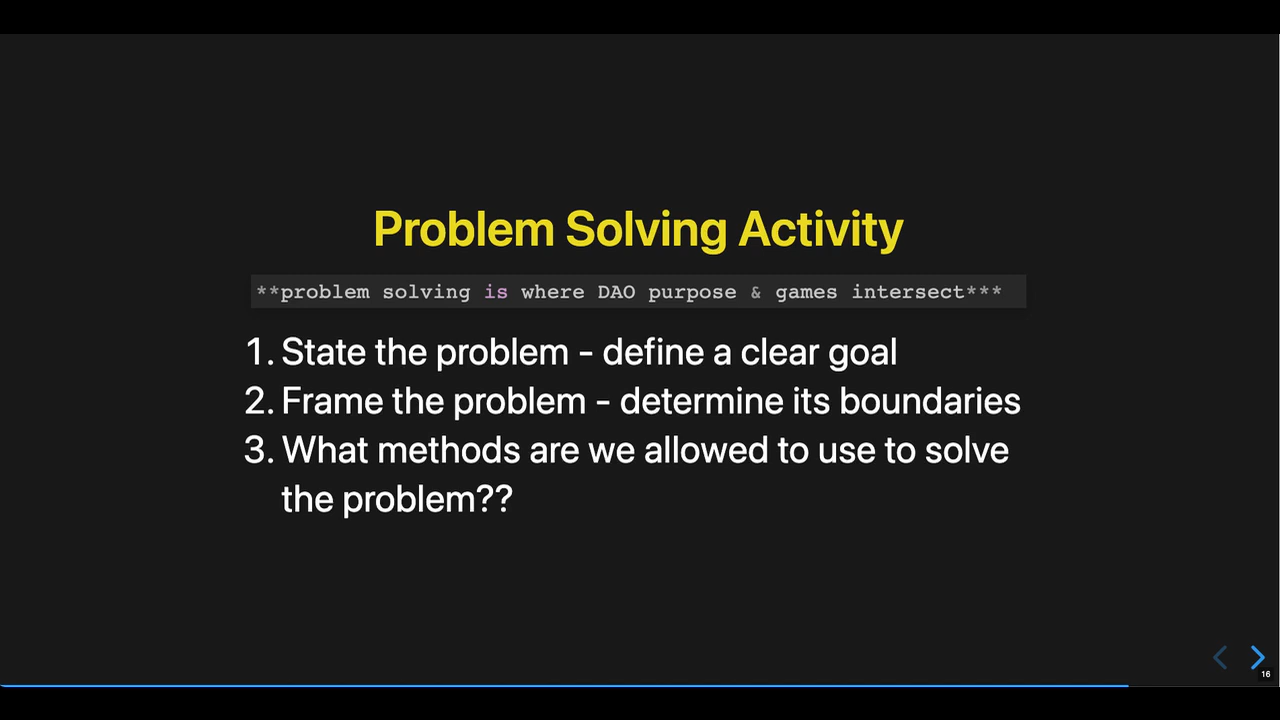 Problem Solving Activity
**problem solving is where DAO purpose & games intersect***
1. State the problem - define a clear goal
2. Frame the problem - determine its boundaries
3. What methods are we allowed to use to solve
the problem??
16